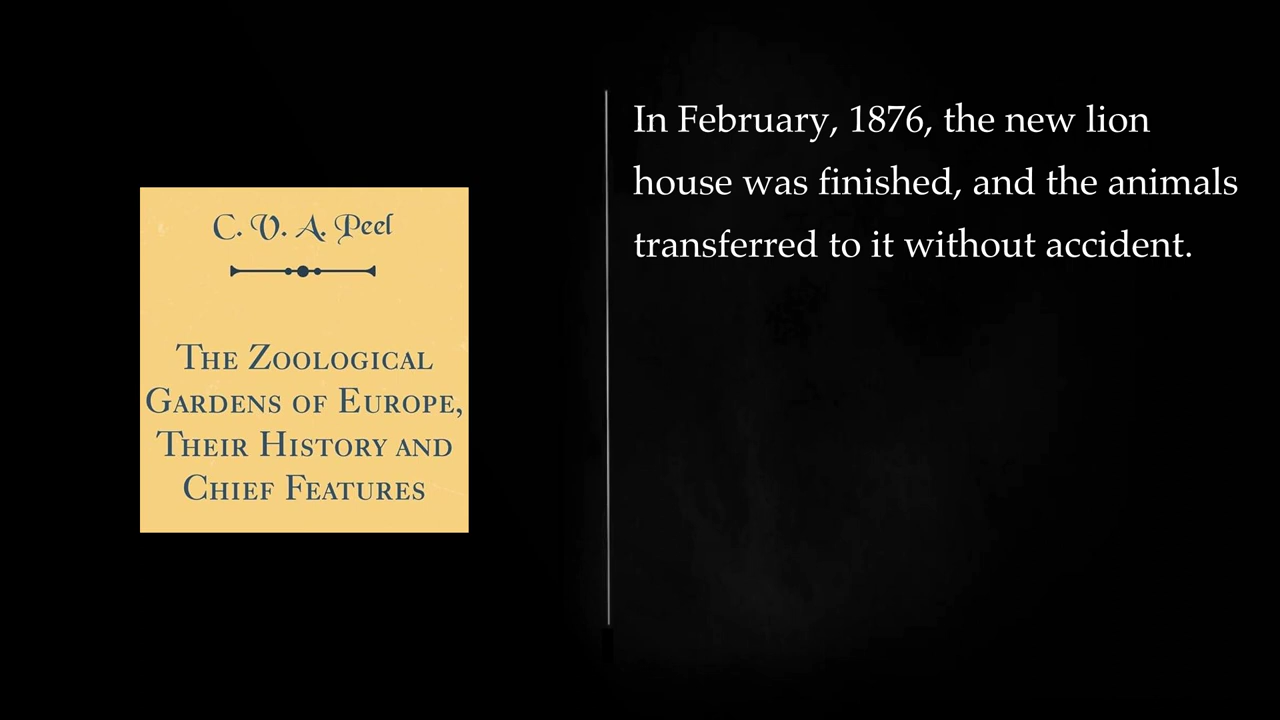 C. V. A. Peel
The Zoological
Gardens of Europe,
Their History and
Chief Features
In February, 1876, the new lion
house was finished, and the animals
transferred to it without accident.